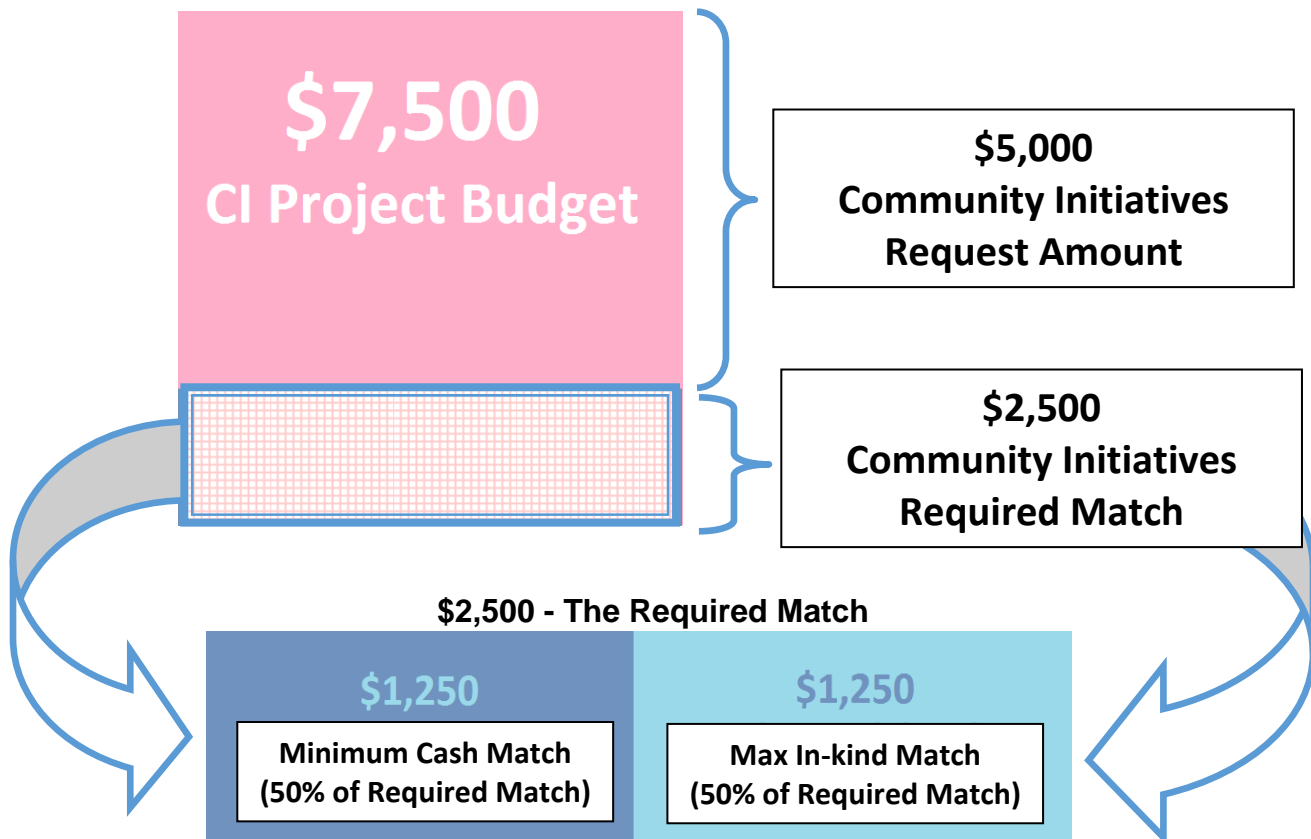 $7,500
CI Project Budget
$5,000
Community Initiatives
Request Amount
$2,500
Community Initiatives
Required Match
$2,500 - The Required Match
$1,250
Minimum Cash Match
(50% of Required Match)
$1,250
Max In-kind Match
(50% of Required Match)